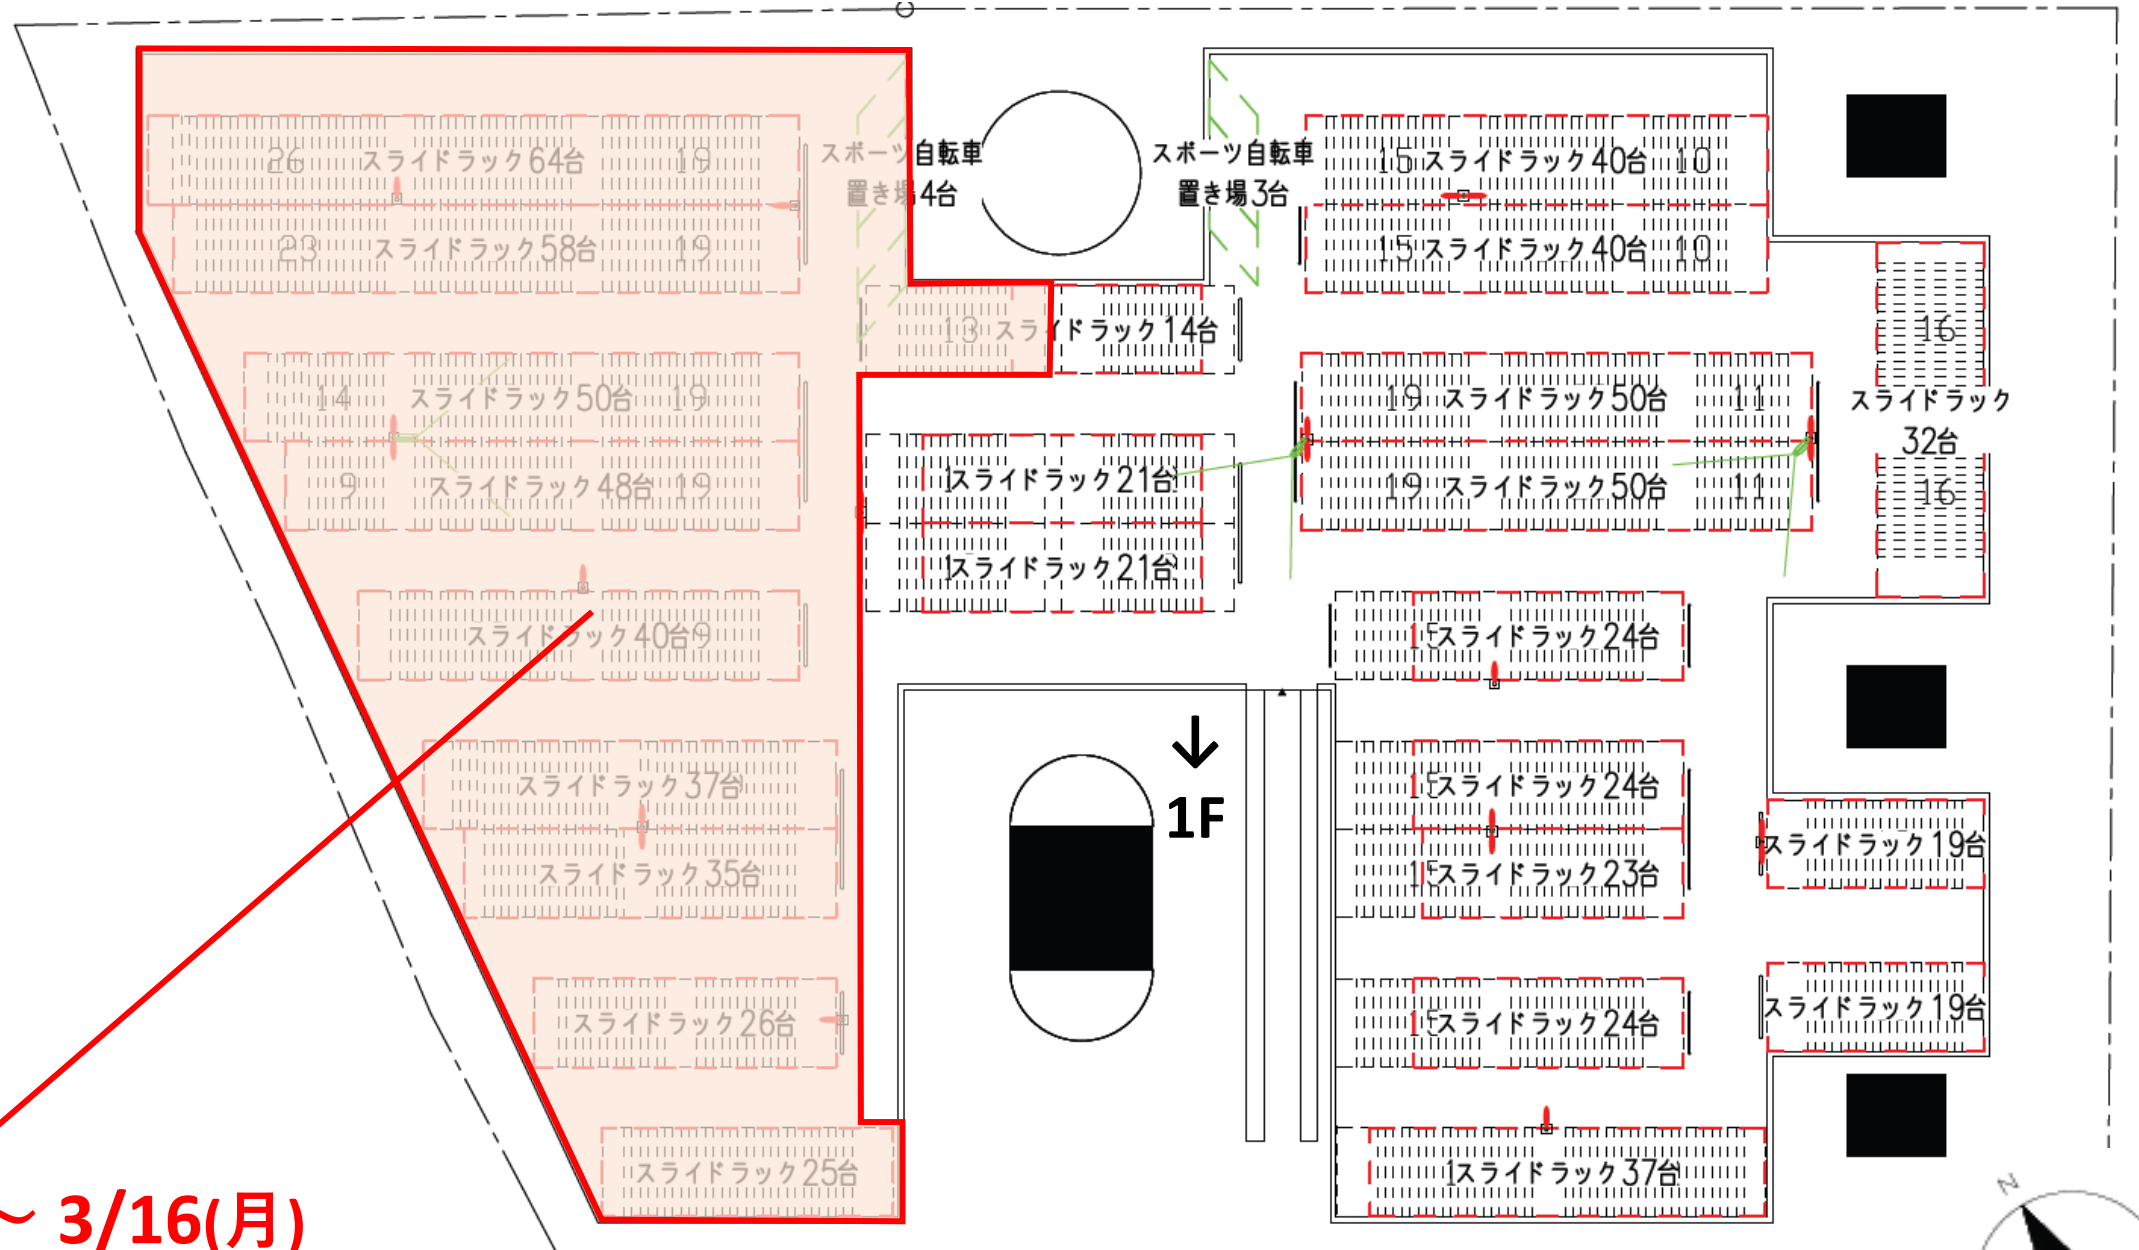 26 スライドラック64台 19
スポーツ自転車
置き場4台
スポーツ自転車
置き場3台
15 スライドラック40台 10
23 スライドラック58台 19
15 スライドラック40台 10
13 スライドラック14台
16
14 スライドラック50台 19
19 スライドラック50台 11
スライドラック
32台
9 スライドラック48台 19
スライドラック21台
19 スライドラック50台 11
16
スライドラック21台
スライドラック40台
15 スライドラック24台
スライドラック37台
15 スライドラック24台
↓
1F
スライドラック19台
スライドラック35台
15 スライドラック23台
スライドラック26台
15 スライドラック24台
スライドラック19台
スライドラック25台
スライドラック37台
N
～ 3/16(月)